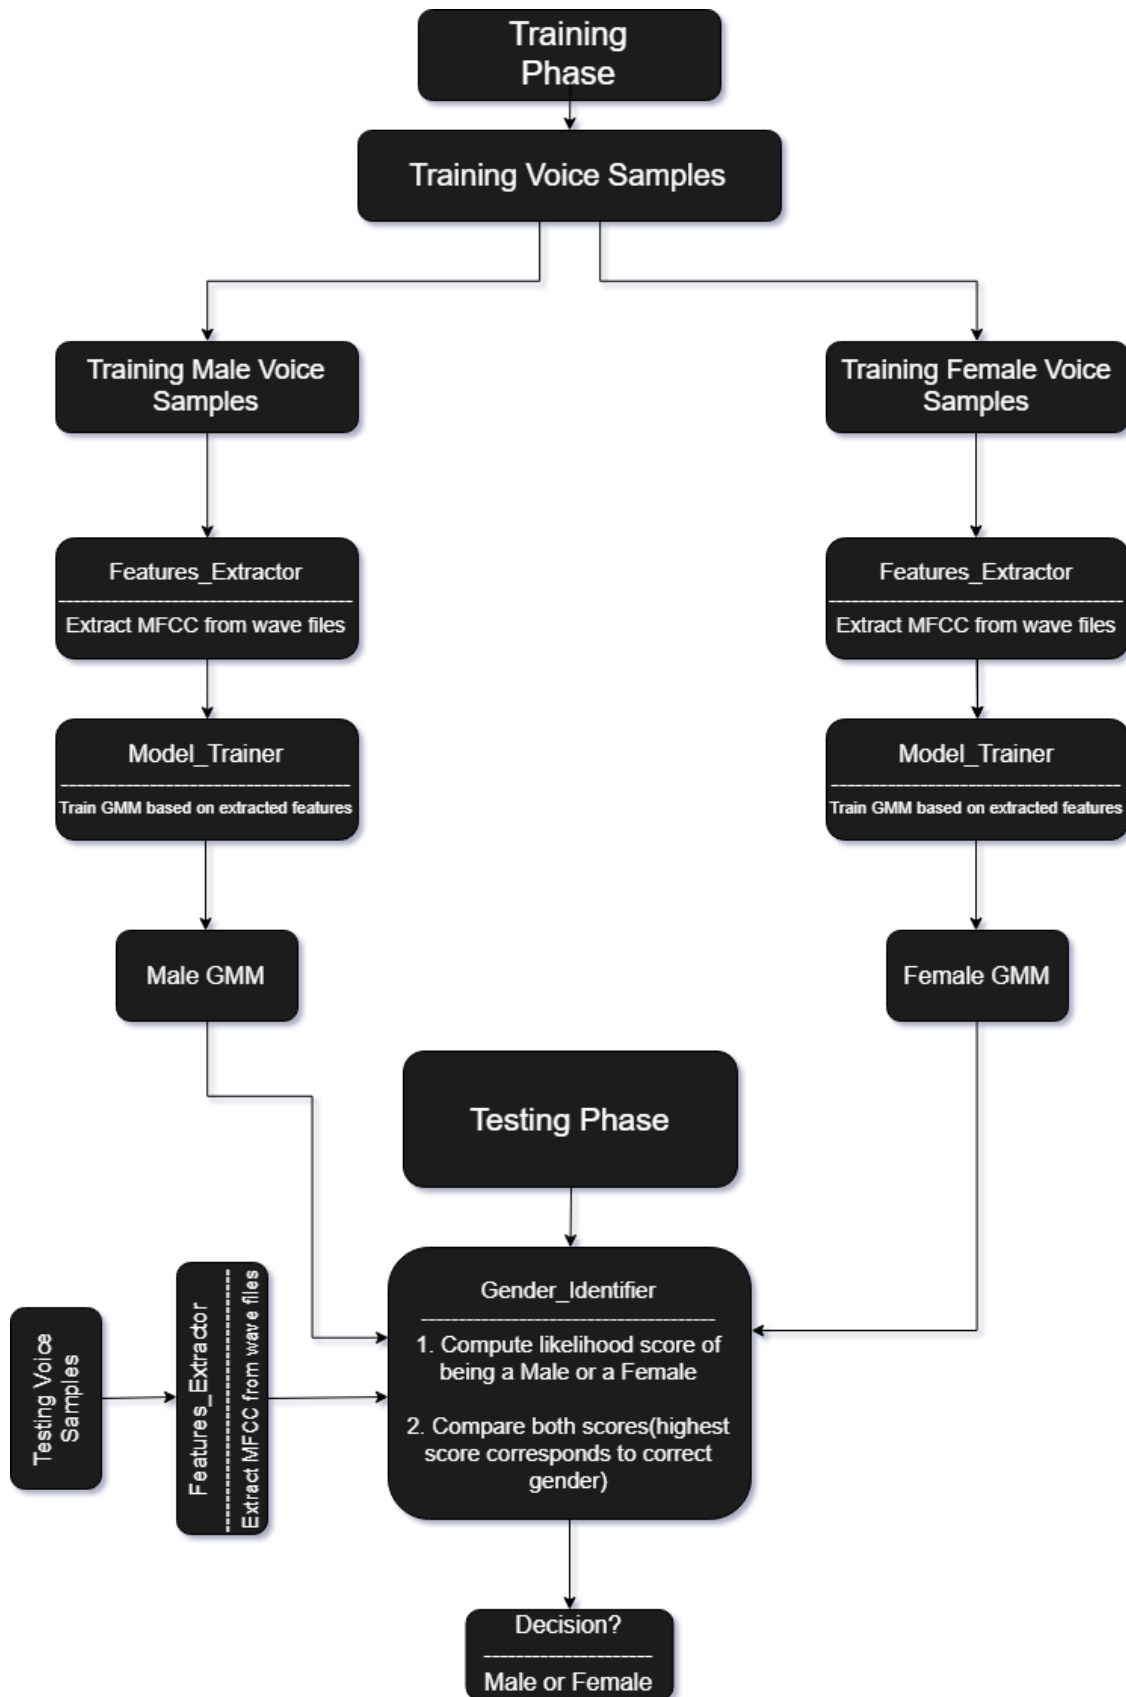 Training
Phase
Training Voice Samples
Training Male Voice
Samples
Training Female Voice
Samples
Features_Extractor
-----------------------------------------
Extract MFCC from wave files
Features_Extractor
-----------------------------------------
Extract MFCC from wave files
Model_Trainer
-----------------------------------------
Train GMM based on extracted features
Model_Trainer
-----------------------------------------
Train GMM based on extracted features
Male GMM
Female GMM
Testing Phase
Testing Voice
Samples
Features_Extractor
-----------------------------------------
Extract MFCC from wave files
Gender_Identifier
-----------------------------------------
1. Compute likelihood score of
being a Male or a Female
2. Compare both scores(highest
score corresponds to correct
gender)
Decision?
---------------------
Male or Female